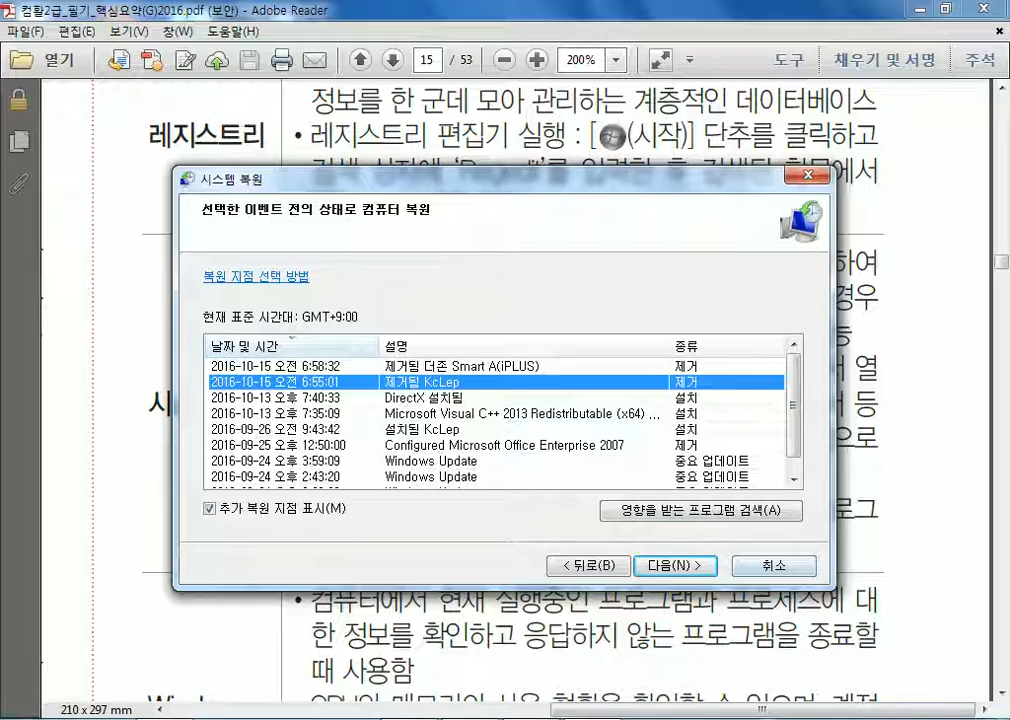 컴활2급_필기_핵심요약(G)2016.pdf (보안) - Adobe Reader
파일(F) 편집(E) 보기(V) 창(W) 도움말(H)
열기 15 / 53 200% 도구 채우기 및 서명 주석
정보를 한 군데 모아 관리하는 계층적인 데이터베이스
레지스트리 • 레지스트리 편집기 실행 : [(시작)] 단추를 클릭하고
에서
시스템 복원
선택한 이벤트 전의 상태로 컴퓨터 복원
복원 지점 선택 방법
하여
경우
현재 표준 시간대: GMT+9:00
등
날짜 및 시간 설명 종류
2016-10-15 오전 6:58:32 제거됨 더존 Smart A(iPLUS) 제거
열
2016-10-15 오전 6:55:01 제거됨 KcLep 제거
2016-10-13 오후 7:40:33 DirectX 설치됨 설치
시 등
2016-10-13 오후 7:35:09 Microsoft Visual C++ 2013 Redistributable (x64) ... 설치
2016-09-26 오전 9:43:42 설치됨 KcLep 설치
으로
2016-09-25 오후 12:50:00 Configured Microsoft Office Enterprise 2007 제거
2016-09-24 오후 3:59:09 Windows Update 중요 업데이트
2016-09-24 오후 2:43:20 Windows Update 중요 업데이트
추가 복원 지점 표시(M) 영향을 받는 프로그램 검색(A)
로그
< 뒤로(B) 다음(N) > 취소
• 컴퓨터에서 현재 실행중인 프로그램과 프로세스에 대
한 정보를 확인하고 응답하지 않는 프로그램을 종료할
때 사용함
210 x 297 mm